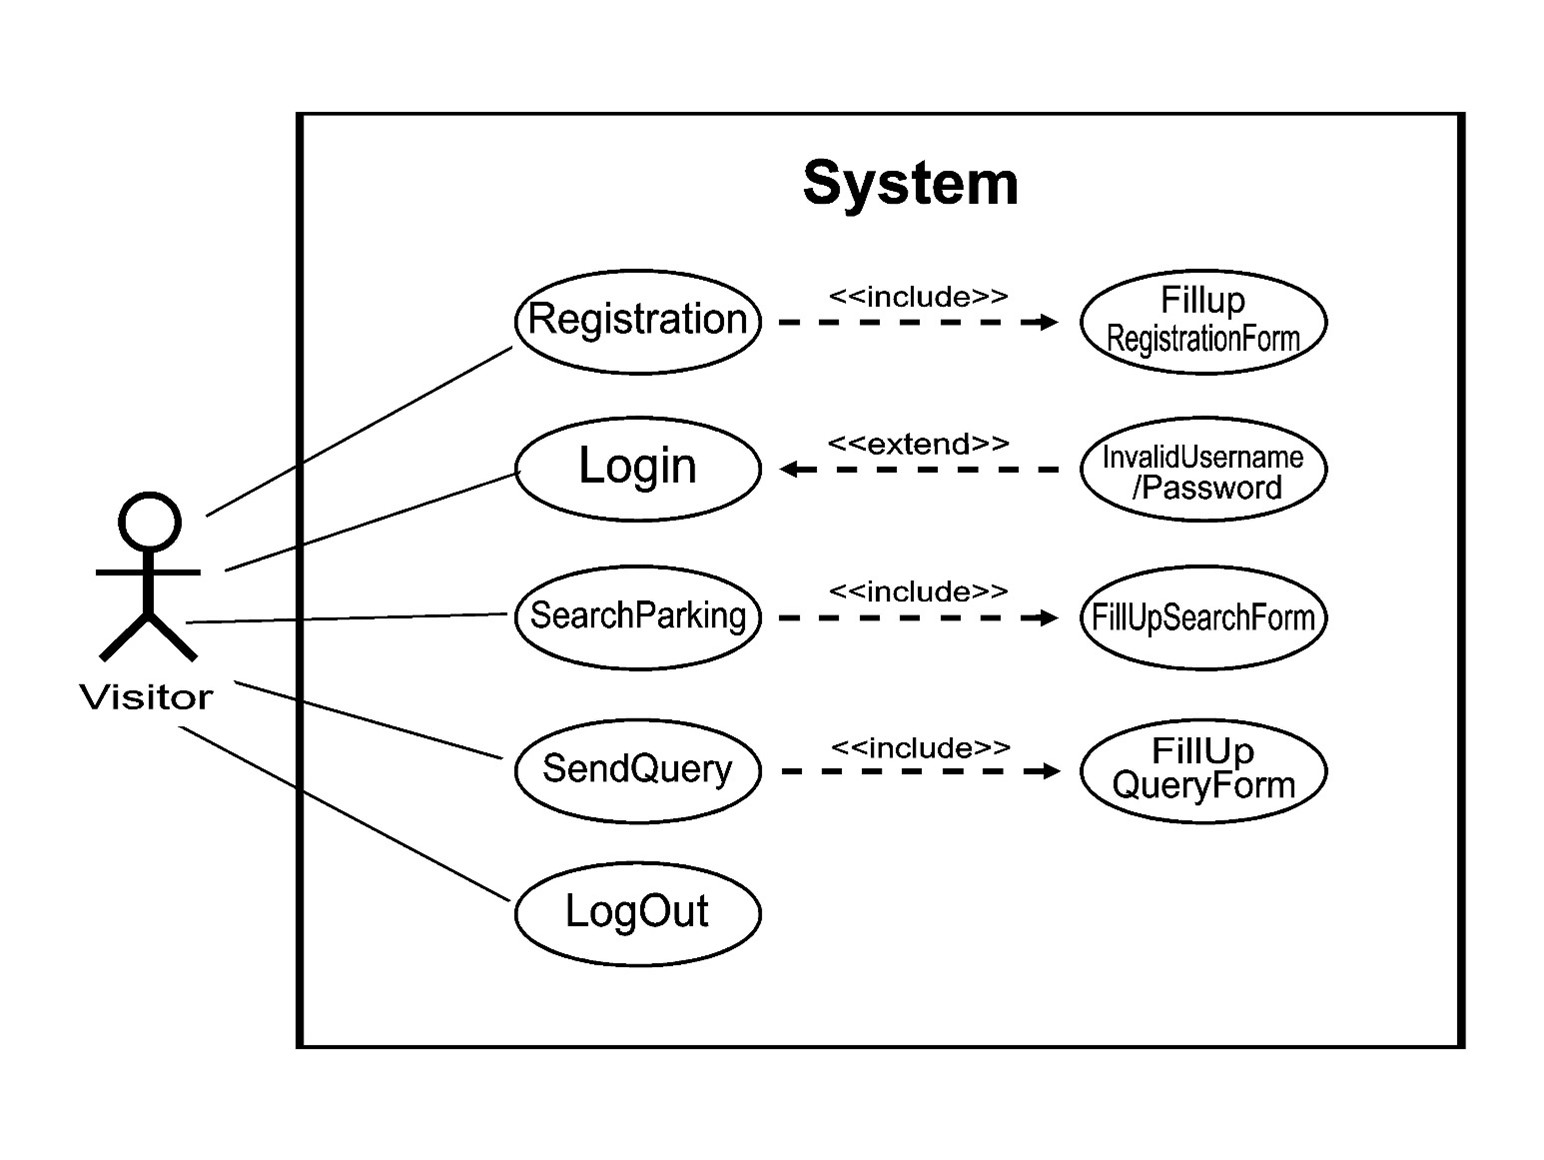 System
Registration
<<include>>
Fillup
RegistrationForm
Login
<<extend>>
InvalidUsername
/Password
SearchParking
<<include>>
FillUpSearchForm
Visitor
SendQuery
<<include>>
FillUp
QueryForm
LogOut